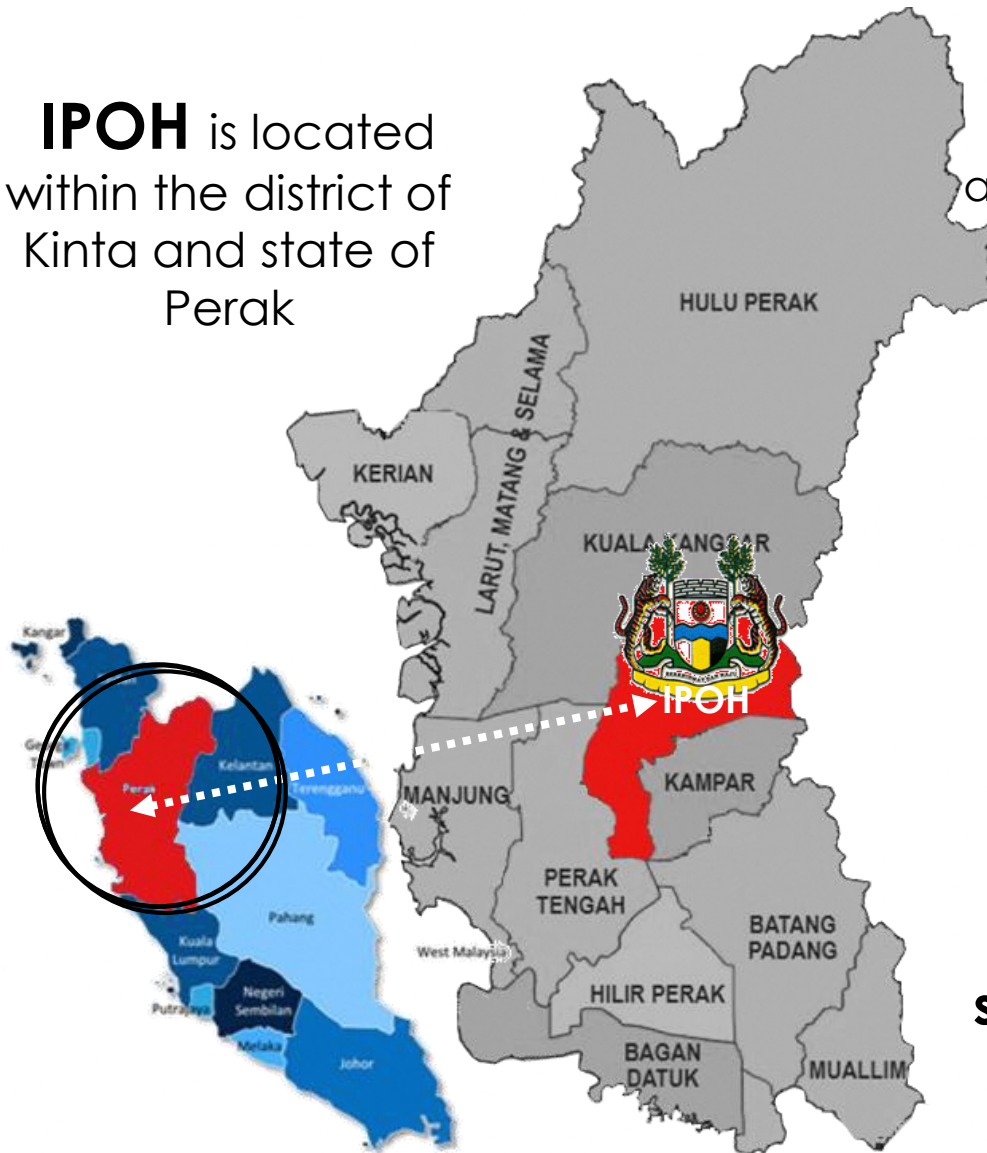 IPOH is located
within the district of
Kinta and state of
Perak
a
HULU PERAK
LARUT, MATANG & SELAMA
KERIAN
KUALA KANGSAR
IPOH
KAMPAR
MANJUNG
PERAK
TENGAH
BATANG
PADANG
HILIR PERAK
BAGAN
DATUK
MUALLIM
s
Kangar
Perak
Kelantan
Terengganu
Pahang
Kuala
Lumpur
West Malaysia
Putrajaya
Negeri
Sembilan
Melaka
Johor